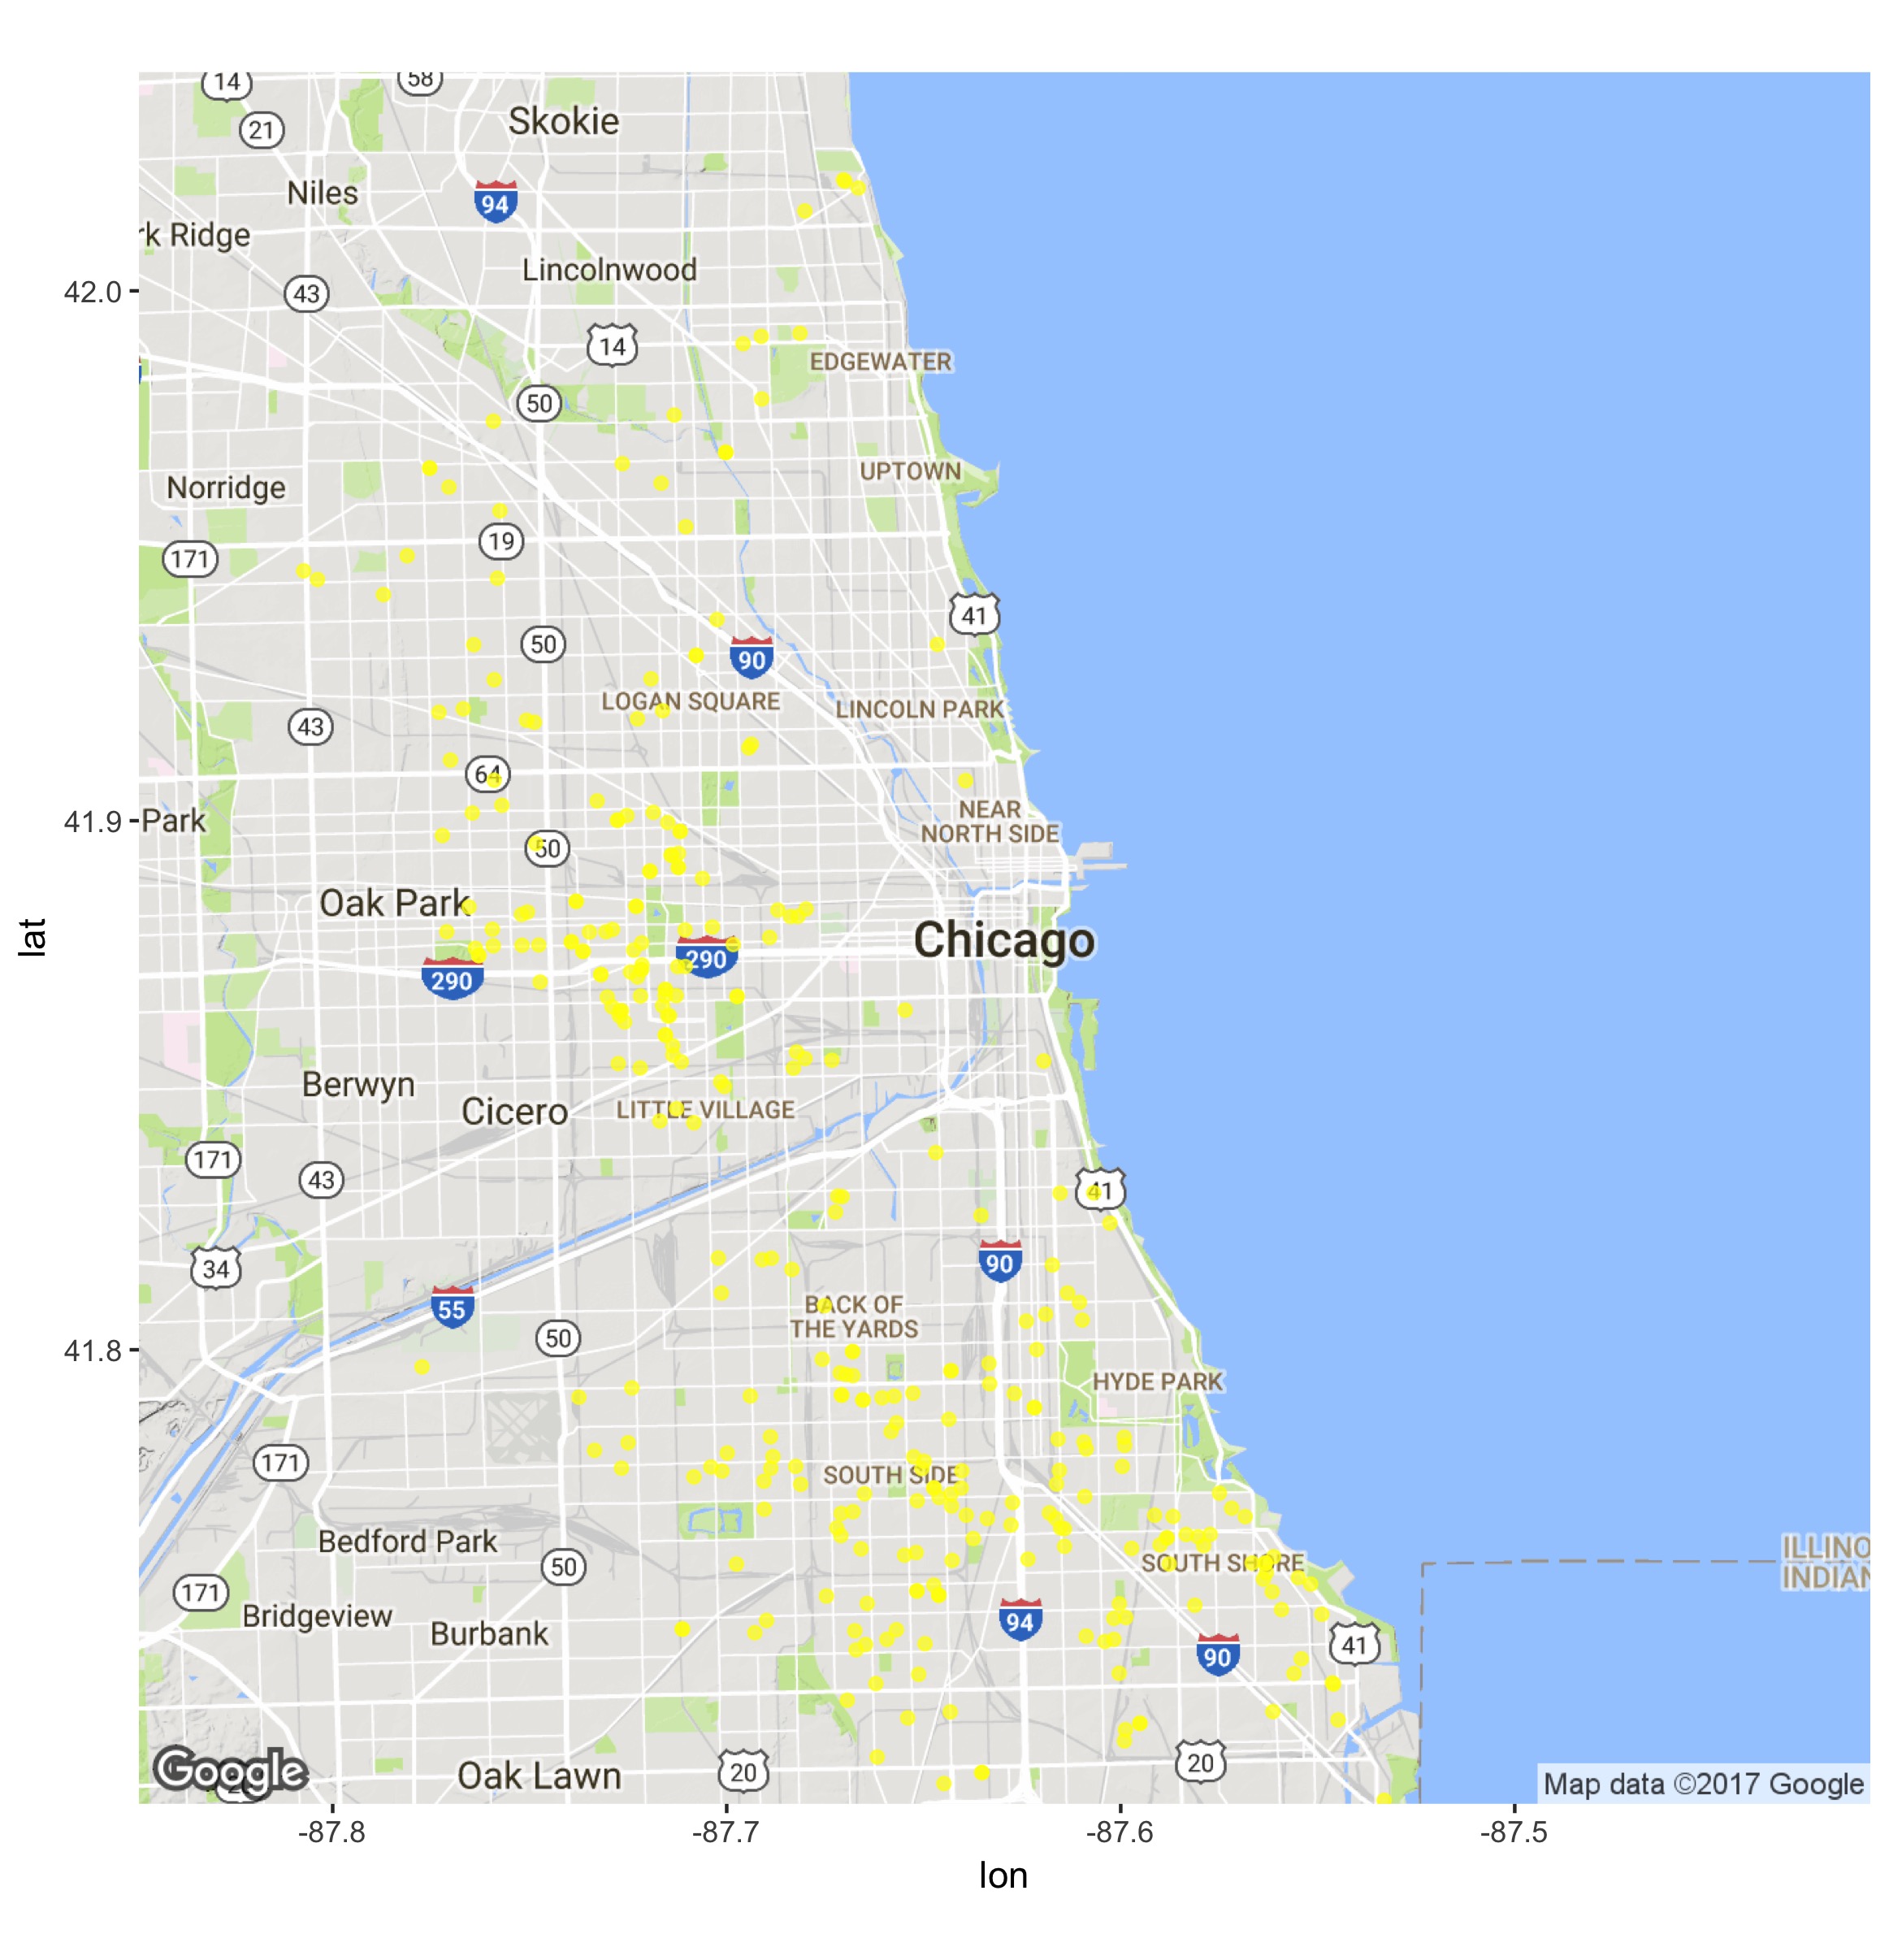 14
58
Skokie
21
Niles
94
rk Ridge
Lincolnwood
42.0
43
14
EDGEWATER
50
UPTOWN
Norridge
19
171
41
50
90
LOGAN SQUARE
LINCOLN PARK
43
64
NEAR
NORTH SIDE
41.9
Park
50
Oak Park
lat
Chicago
290
290
Berwyn
Cicero
LITTLE VILLAGE
171
43
41
34
90
55
BACK OF
THE YARDS
50
41.8
HYDE PARK
171
SOUTH SIDE
Bedford Park
ILLINO
INDIAN
50
SOUTH SHORE
171
Bridgeview
Burbank
94
41
90
Google
Oak Lawn
20
20
Map data ©2017 Google
-87.8
-87.7
-87.6
-87.5
lon